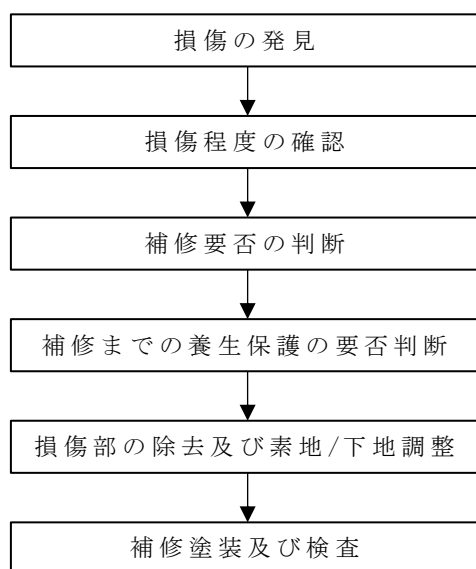 損傷の発見
損傷程度の確認
補修要否の判断
補修までの養生保護の要否判断
損傷部の除去及び素地/下地調整
補修塗装及び検査